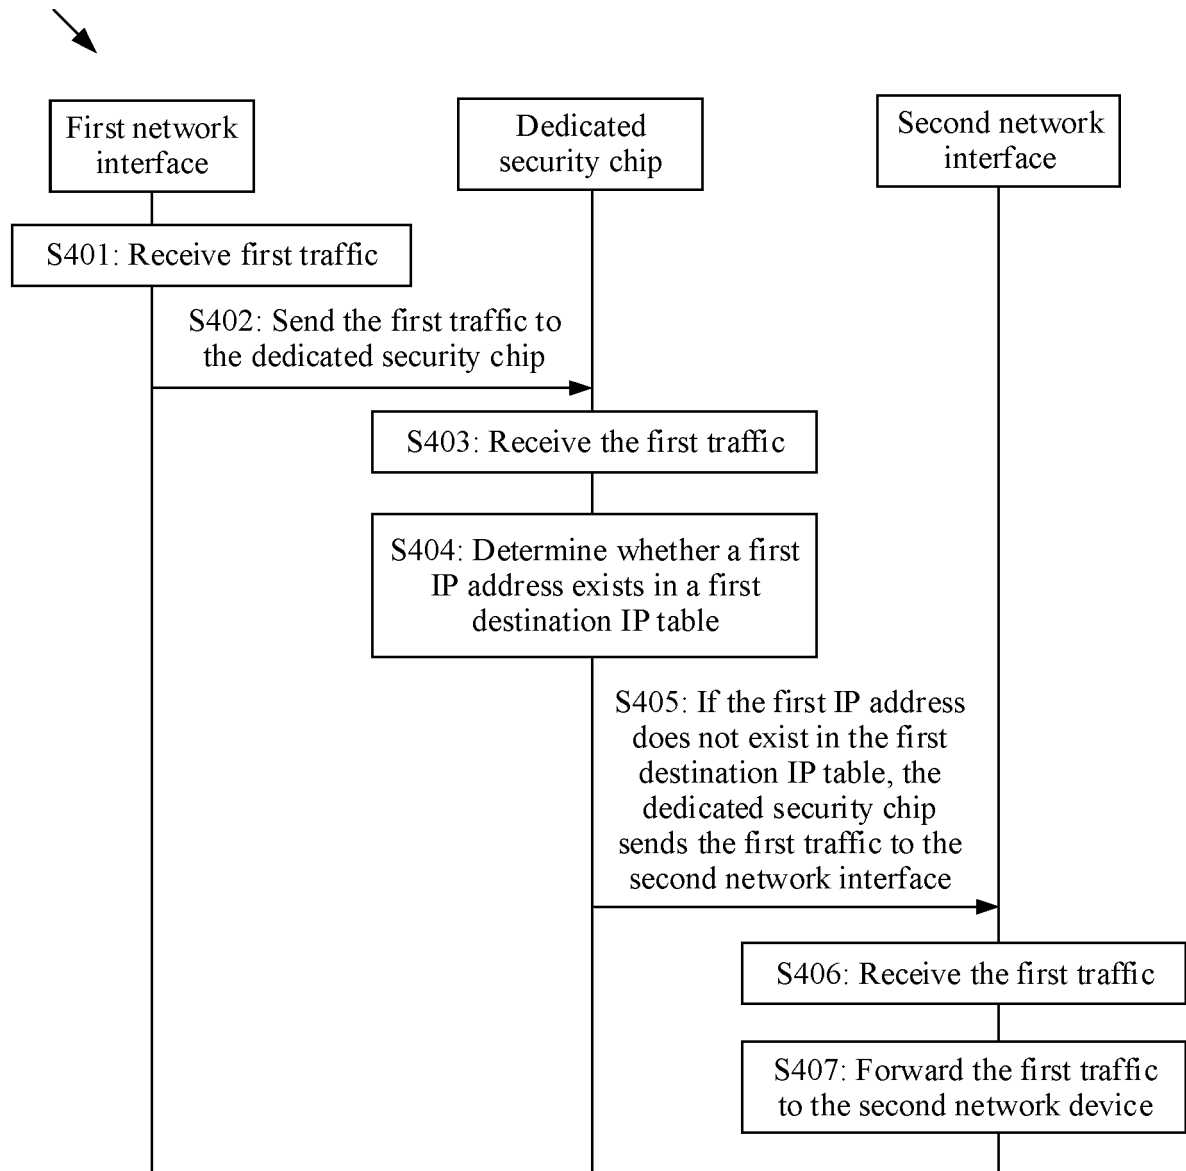 First network
interface
Dedicated
security chip
Second network
interface
S401: Receive first traffic
S402: Send the first traffic to
the dedicated security chip
S403: Receive the first traffic
S404: Determine whether a first
IP address exists in a first
destination IP table
S405: If the first IP address
does not exist in the first
destination IP table, the
dedicated security chip
sends the first traffic to the
second network interface
S406: Receive the first traffic
S407: Forward the first traffic
to the second network device